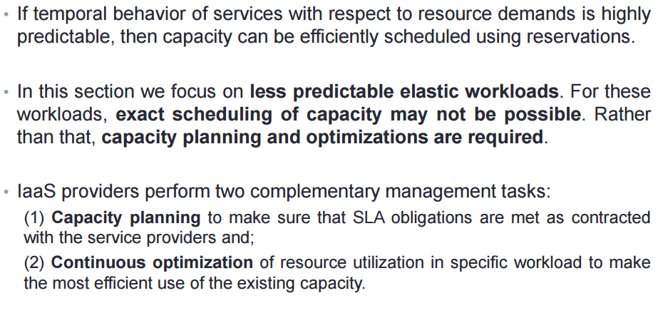 • If temporal behavior of services with respect to resource demands is highly
predictable, then capacity can be efficiently scheduled using reservations.
• In this section we focus on less predictable elastic workloads. For these
workloads, exact scheduling of capacity may not be possible. Rather
than that, capacity planning and optimizations are required.
• IaaS providers perform two complementary management tasks:
(1) Capacity planning to make sure that SLA obligations are met as contracted
with the service providers and;
(2) Continuous optimization of resource utilization in specific workload to make
the most efficient use of the existing capacity.